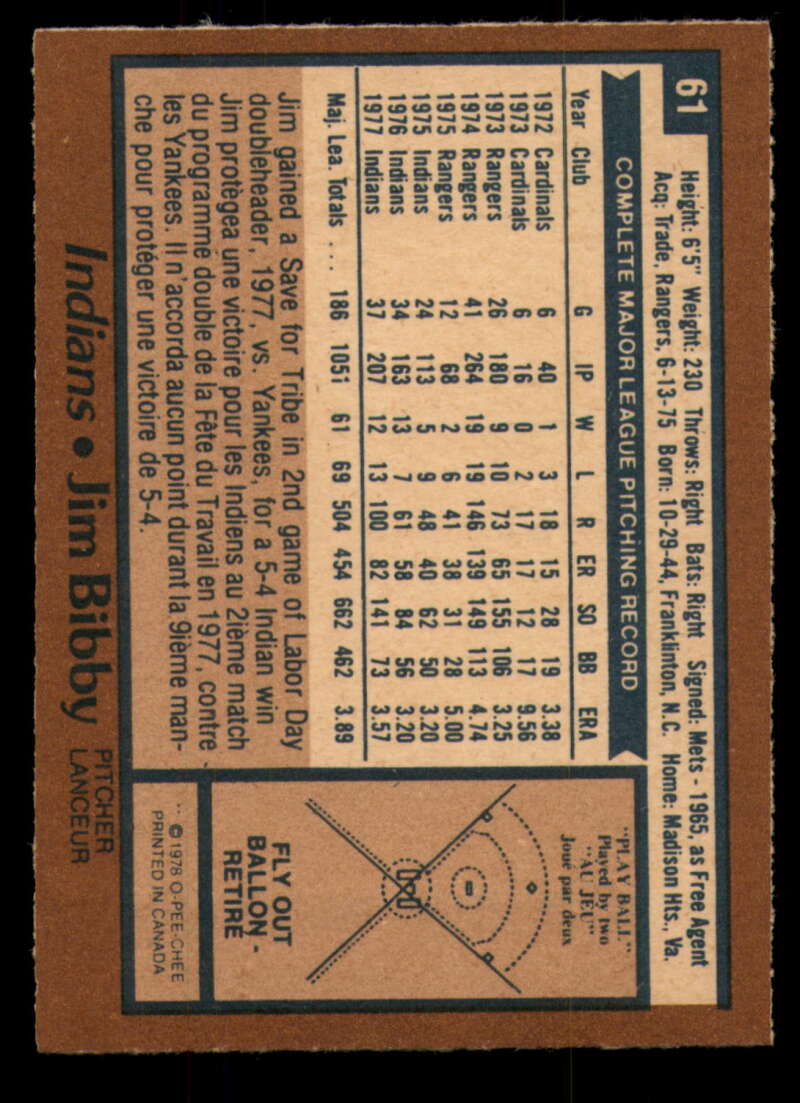 61
Height: 6'5" Weight: 230 Throws: Right Bats: Right Signed: Mets - 1965, as Free Agent
Acq: Trade, Rangers, 6-13-75 Born: 10-29-44, Franklinton, N.C. Home: Madison Hts., Va.
COMPLETE MAJOR LEAGUE PITCHING RECORD
Year Club G IP W L R ER SO BB ERA
1972 Cardinals 6 40 1 3 18 15 28 19 3.38
1973 Cardinals 6 16 0 2 17 17 12 17 9.56
1973 Rangers 26 180 9 10 73 65 155 106 3.25
1974 Rangers 41 264 19 19 146 139 149 113 4.74
1975 Rangers 12 68 2 6 41 38 31 28 5.00
1975 Indians 24 113 5 9 48 40 62 50 3.20
1976 Indians 34 163 13 7 61 58 84 56 3.20
1977 Indians 37 207 12 13 100 82 141 73 3.57
Maj. Lea. Totals ... 186 1051 61 69 504 454 662 462 3.89
Jim gained a Save for Tribe in 2nd game of Labor Day
doubleheader, 1977, vs. Yankees, for a 5-4 Indian win
Jim protègea une victoire pour les Indiens au 2ième match
du programme double de la Fête du Travail en 1977, contre
les Yankees. Il n'accorda aucun point durant la 9ième man-
che pour protéger une victoire de 5-4.
"PLAY BALL"
Played by two
"AU JEU"
Joué par deux
FLY OUT
BALLON -
RETIRÉ
© 1978 O-PEE-CHEE
PRINTED IN CANADA
Indians • Jim Bibby PITCHER
LANCEUR